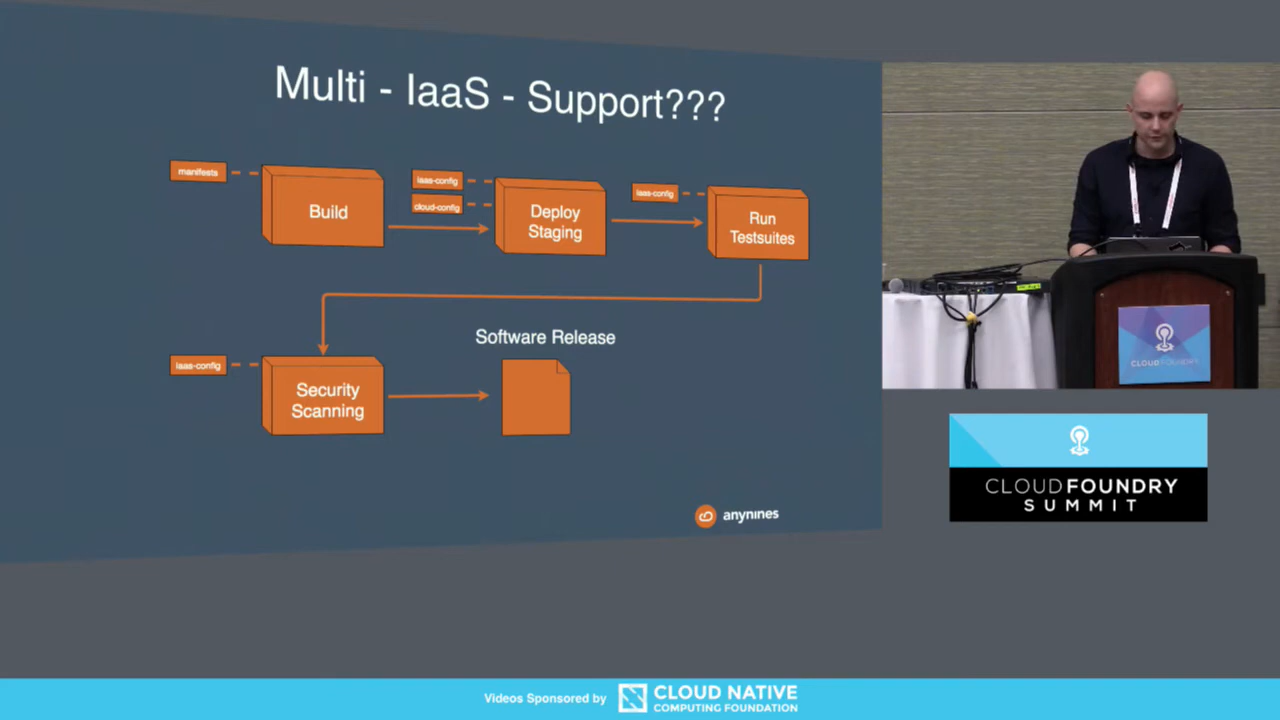 Multi - IaaS - Support???
manifests
Build
iaas-config
cloud-config
Deploy
Staging
iaas-config
Run
Testsuites
iaas-config
Security
Scanning
Software Release
anynines
CLOUDFOUNDRY
CLOUDFOUNDRY
SUMMIT
Videos Sponsored by
CLOUD NATIVE
COMPUTING FOUNDATION